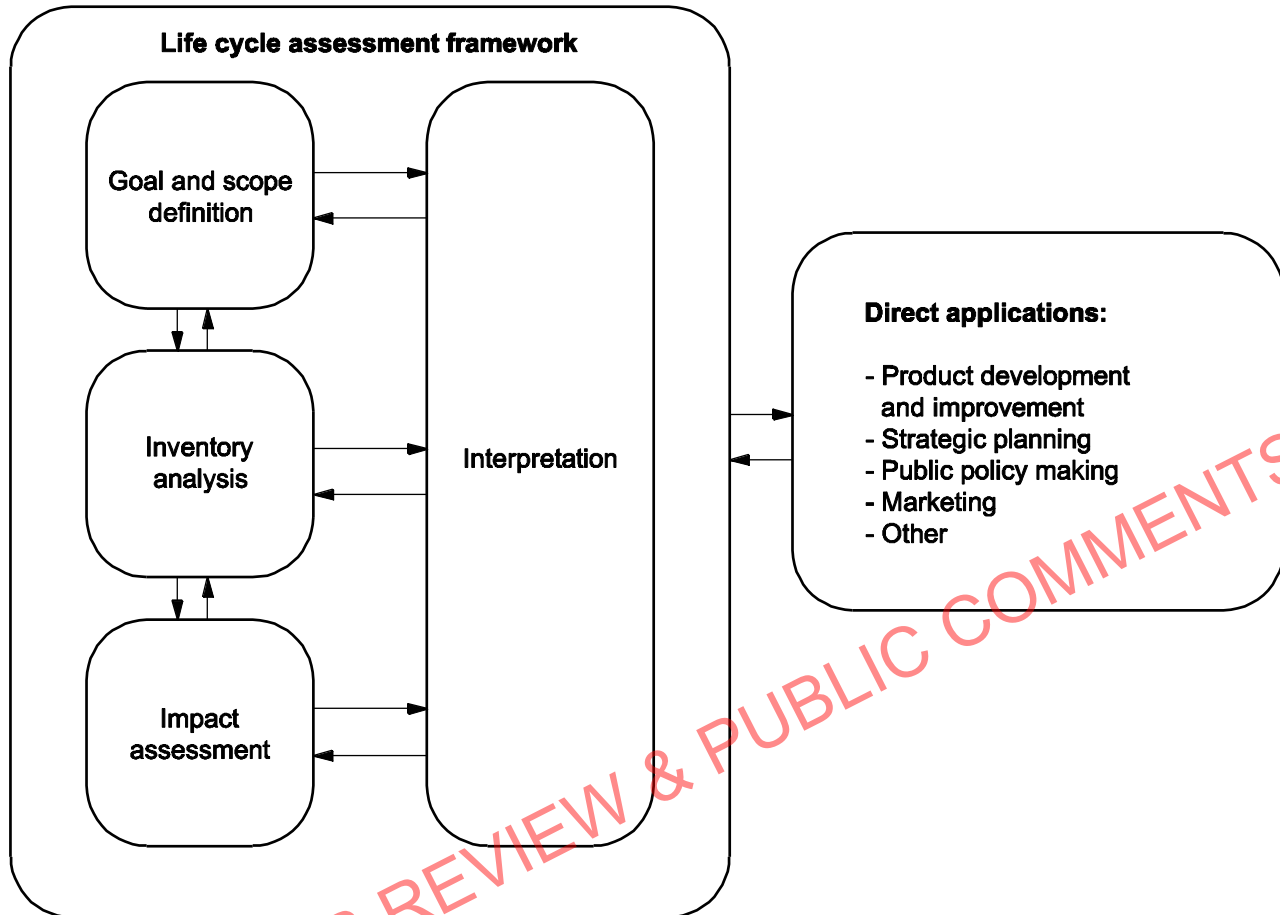 Life cycle assessment framework
Goal and scope
definition
Inventory
analysis
Impact
assessment
Interpretation
Direct applications:
- Product development
and improvement
- Strategic planning
- Public policy making
- Marketing
- Other
REVIEW & PUBLIC COMMENTS